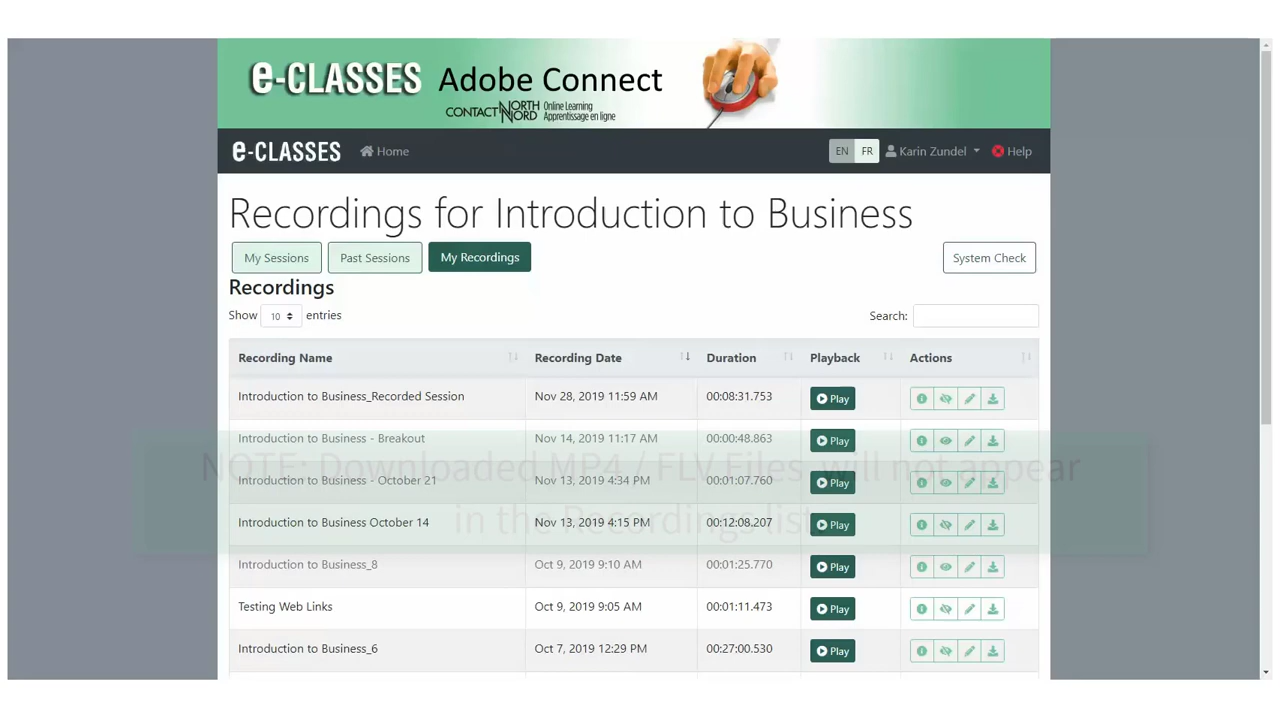 e-CLASSES Adobe Connect
CONTACT NORTH NORD Online Learning Apprentissage en ligne
e-CLASSES Home EN FR Karin Zundel Help
Recordings for Introduction to Business
My Sessions Past Sessions My Recordings System Check
Recordings
Show 10 entries Search:
Recording Name Recording Date Duration Playback Actions
Introduction to Business_Recorded Session Nov 28, 2019 11:59 AM 00:08:31.753 Play
Introduction to Business - Breakout Nov 14, 2019 11:17 AM 00:00:48.863 Play
NOTE: Downloaded MP4 / FLV Files will not appear
Introduction to Business - October 21 Nov 13, 2019 4:34 PM 00:01:07.760 Play
in the Recordings list
Introduction to Business October 14 Nov 13, 2019 4:15 PM 00:12:08.207 Play
Introduction to Business_8 Oct 9, 2019 9:10 AM 00:01:25.770 Play
Testing Web Links Oct 9, 2019 9:05 AM 00:01:11.473 Play
Introduction to Business_6 Oct 7, 2019 12:29 PM 00:27:00.530 Play